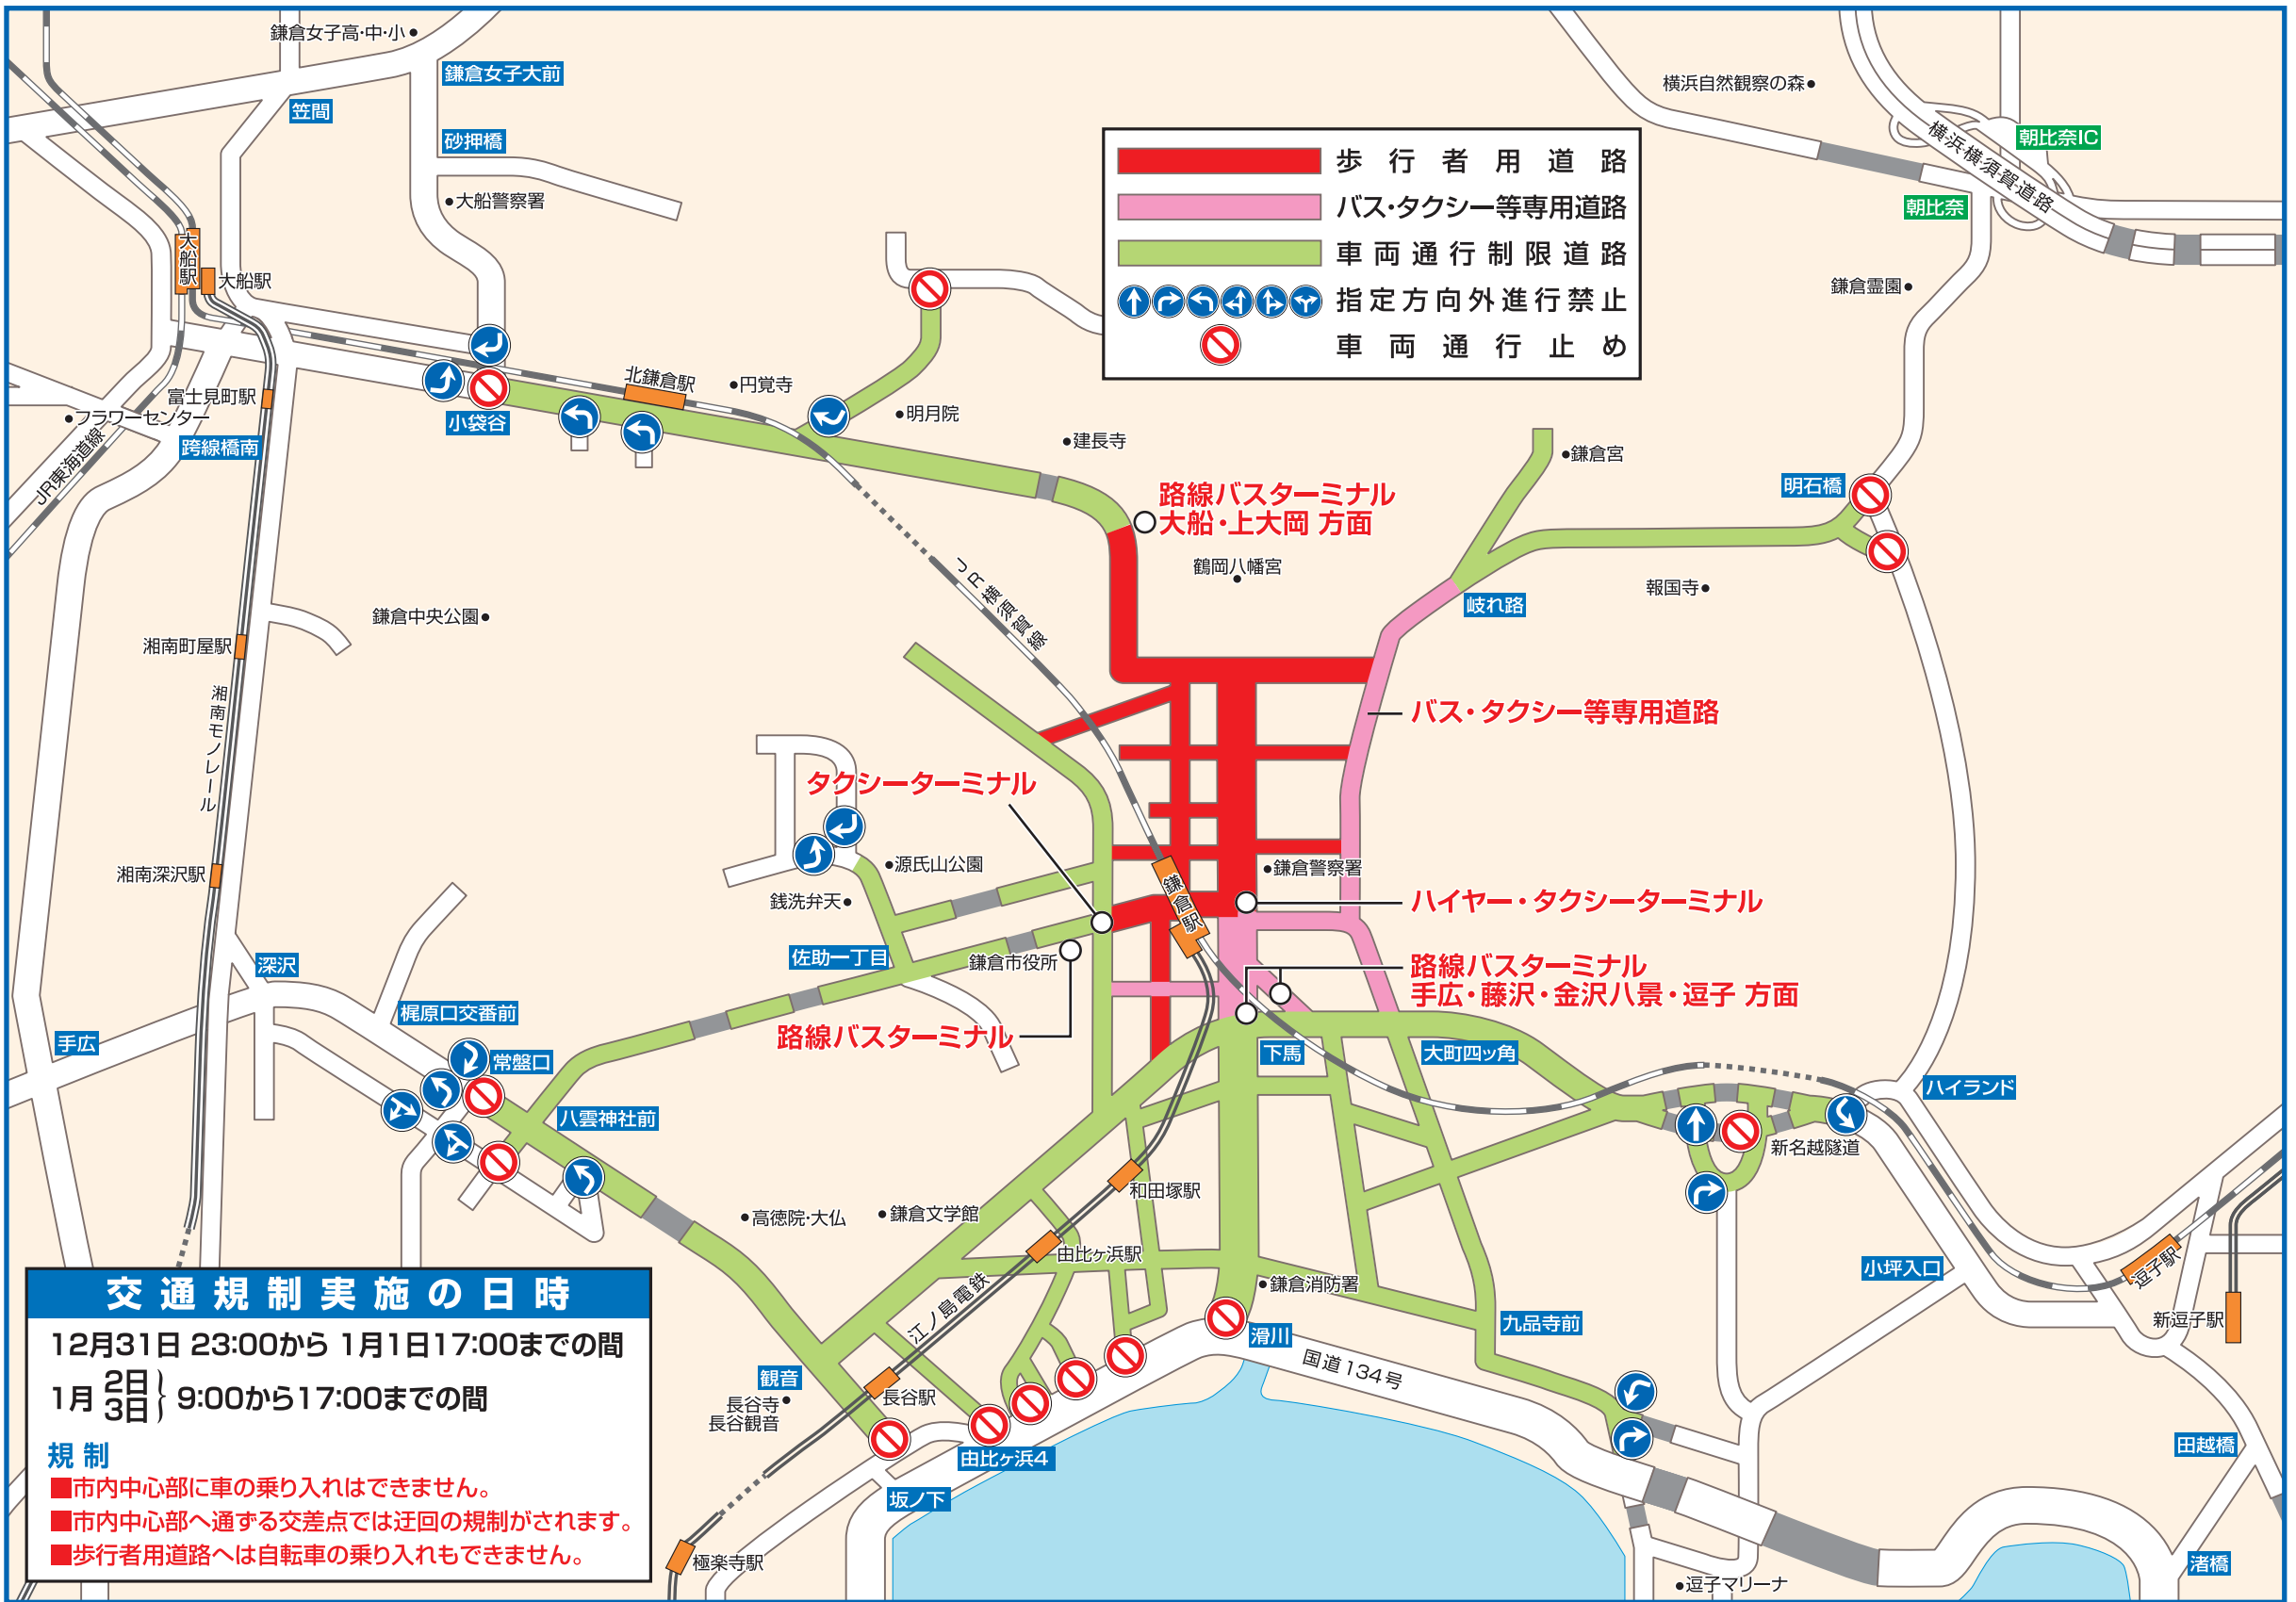 鎌倉女子高・中・小
鎌倉女子大前
笠間
砂押橋
大船警察署
大船駅
大船駅
横浜自然観察の森
横浜横須賀道路
朝比奈IC
朝比奈
鎌倉霊園
歩行者用道路
バス・タクシー等専用道路
車両通行制限道路
指定方向外進行禁止
車両通行止め
富士見町駅
フラワーセンター
跨線橋南
JR東海道線
小袋谷
北鎌倉駅
円覚寺
明月院
建長寺
路線バスターミナル
大船・上大岡 方面
鶴岡八幡宮
鎌倉宮
明石橋
岐れ路
報国寺
JR横須賀線
鎌倉中央公園
湘南町屋駅
湘南モノレール
湘南深沢駅
バス・タクシー等専用道路
タクシーターミナル
源氏山公園
銭洗弁天
鎌倉警察署
鎌倉駅
ハイヤー・タクシーターミナル
佐助一丁目
鎌倉市役所
路線バスターミナル
手広・藤沢・金沢八景・逗子 方面
路線バスターミナル
深沢
梶原口交番前
手広
常盤口
八雲神社前
下馬
大町四ッ角
ハイランド
新名越隧道
高徳院・大仏
鎌倉文学館
和田塚駅
由比ヶ浜駅
江ノ島電鉄
鎌倉消防署
小坪入口
逗子駅
新逗子駅
九品寺前
滑川
国道134号
観音
長谷寺
長谷観音
長谷駅
由比ヶ浜4
坂ノ下
極楽寺駅
田越橋
渚橋
逗子マリーナ
交通規制実施の日時
12月31日 23:00から 1月1日17:00までの間
1月 2日 3日 9:00から17:00までの間
規制
■市内中心部に車の乗り入れはできません。
■市内中心部へ通ずる交差点では迂回の規制がされます。
■歩行者用道路へは自転車の乗り入れもできません。